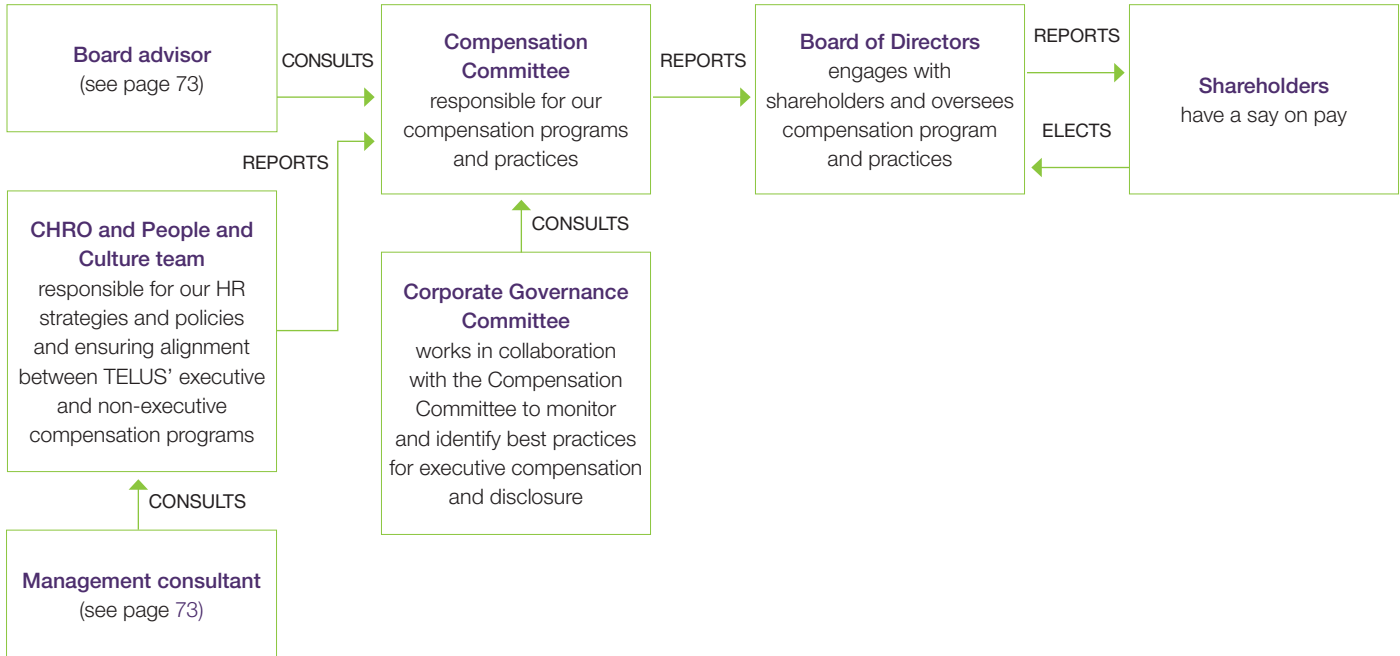 Board advisor
(see page 73)
CONSULTS
Compensation
Committee
responsible for our
compensation programs
and practices
REPORTS
Board of Directors
engages with
shareholders and oversees
compensation program
and practices
REPORTS
ELECTS
Shareholders
have a say on pay
REPORTS
CHRO and People and
Culture team
responsible for our HR
strategies and policies
and ensuring alignment
between TELUS’ executive
and non-executive
compensation programs
CONSULTS
Corporate Governance
Committee
works in collaboration
with the Compensation
Committee to monitor
and identify best practices
for executive compensation
and disclosure
CONSULTS
Management consultant
(see page 73)